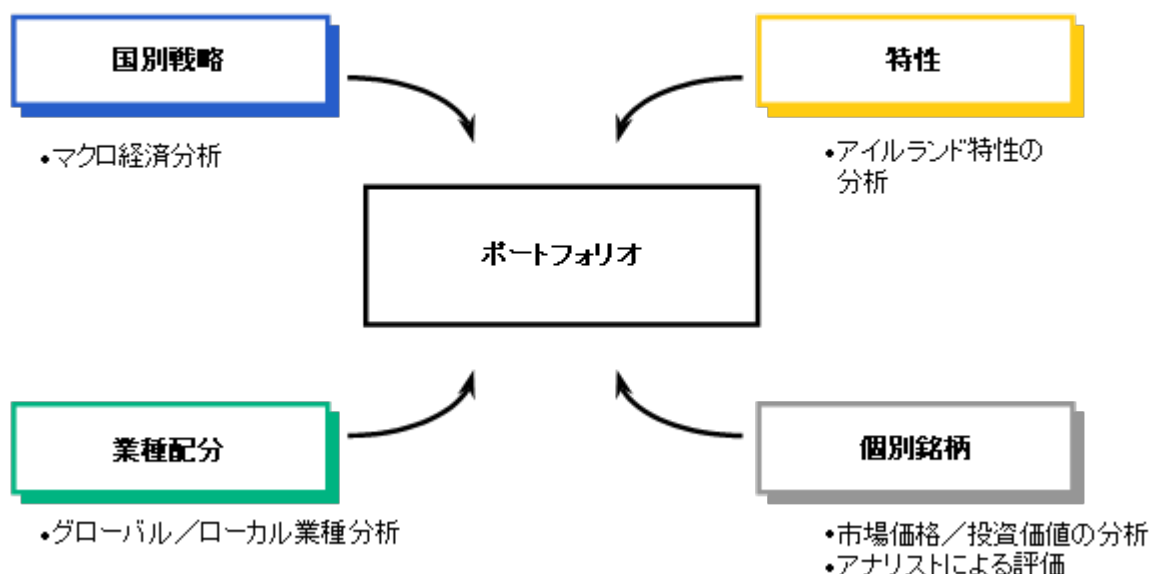 国別戦略
特性
•マクロ経済分析
•アイルランド特性の
分析
ポートフォリオ
業種配分
個別銘柄
•グローバル／ローカル業種分析
•市場価格／投資価値の分析
•アナリストによる評価